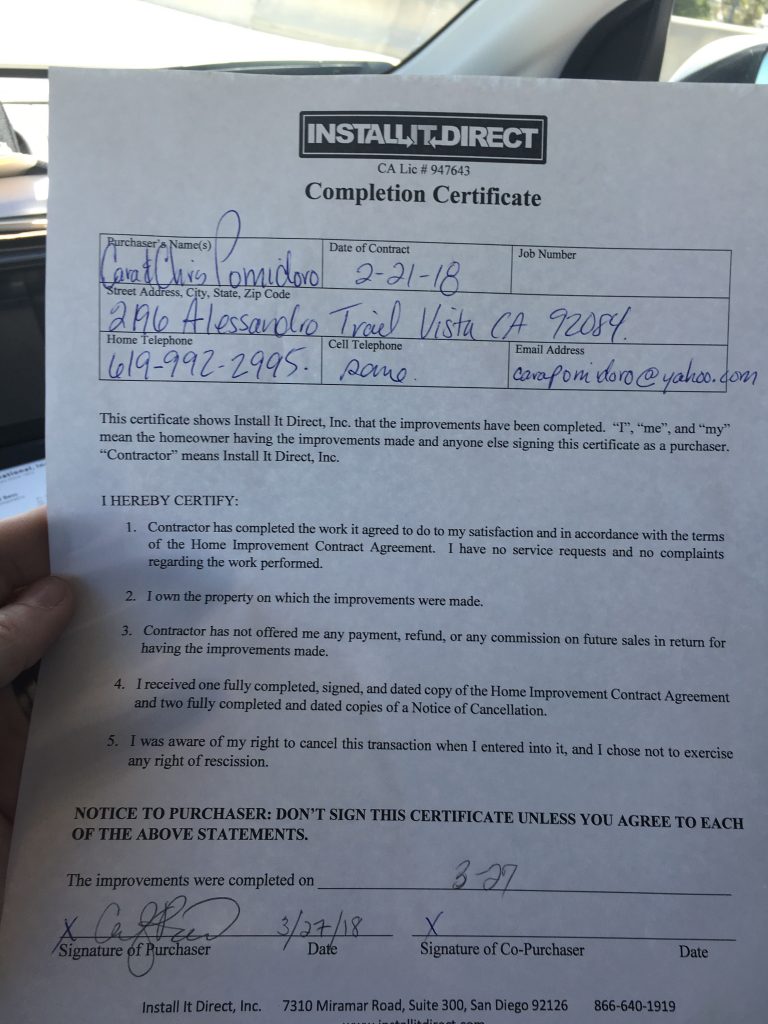 INSTALLITDIRECT
CA Lic # 947643
Completion Certificate
Purchaser's Name(s)
Cara & Chris Pomidoro
Date of Contract
2-21-18
Job Number
Street Address, City, State, Zip Code
2196 Alessandro Trail Vista CA 92084.
Home Telephone
619-992-2995.
Cell Telephone
same.
Email Address
carapomidoro@yahoo.com
This certificate shows Install It Direct, Inc. that the improvements have been completed. “I”, “me”, and “my”
mean the homeowner having the improvements made and anyone else signing this certificate as a purchaser.
“Contractor” means Install It Direct, Inc.
I HEREBY CERTIFY:
1. Contractor has completed the work it agreed to do to my satisfaction and in accordance with the terms
of the Home Improvement Contract Agreement. I have no service requests and no complaints
regarding the work performed.
2. I own the property on which the improvements were made.
3. Contractor has not offered me any payment, refund, or any commission on future sales in return for
having the improvements made.
4. I received one fully completed, signed, and dated copy of the Home Improvement Contract Agreement
and two fully completed and dated copies of a Notice of Cancellation.
5. I was aware of my right to cancel this transaction when I entered into it, and I chose not to exercise
any right of rescission.
NOTICE TO PURCHASER: DON'T SIGN THIS CERTIFICATE UNLESS YOU AGREE TO EACH
OF THE ABOVE STATEMENTS.
The improvements were completed on 3-27
X 3/27/18 X
Signature of Purchaser Date Signature of Co-Purchaser Date
Install It Direct, Inc. 7310 Miramar Road, Suite 300, San Diego 92126 866-640-1919
www.installitdirect.com